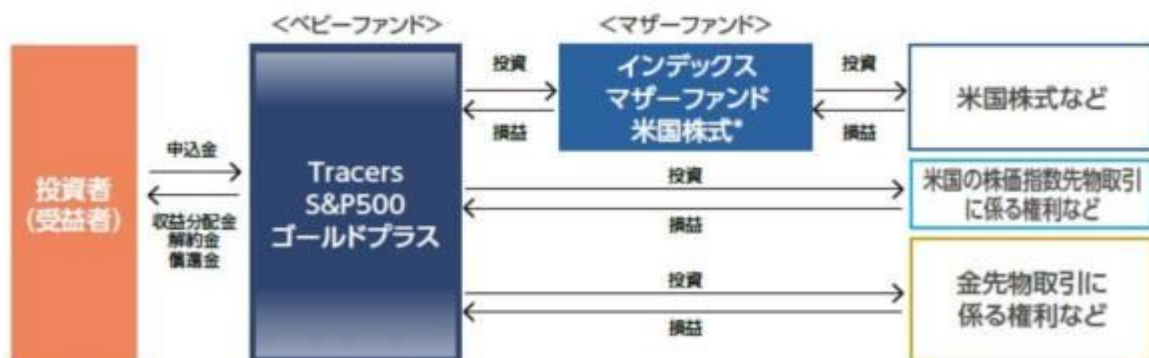 <ベビーファンド>
<マザーファンド>
投資者
(受益者)
申込金
収益分配金
解約金
償還金
Tracers
S&P500
ゴールドプラス
投資
損益
インデックス
マザーファンド
米国株式*
投資
損益
米国株式など
投資
損益
米国の株価指数先物取引
に係る権利など
投資
損益
金先物取引に
係る権利など